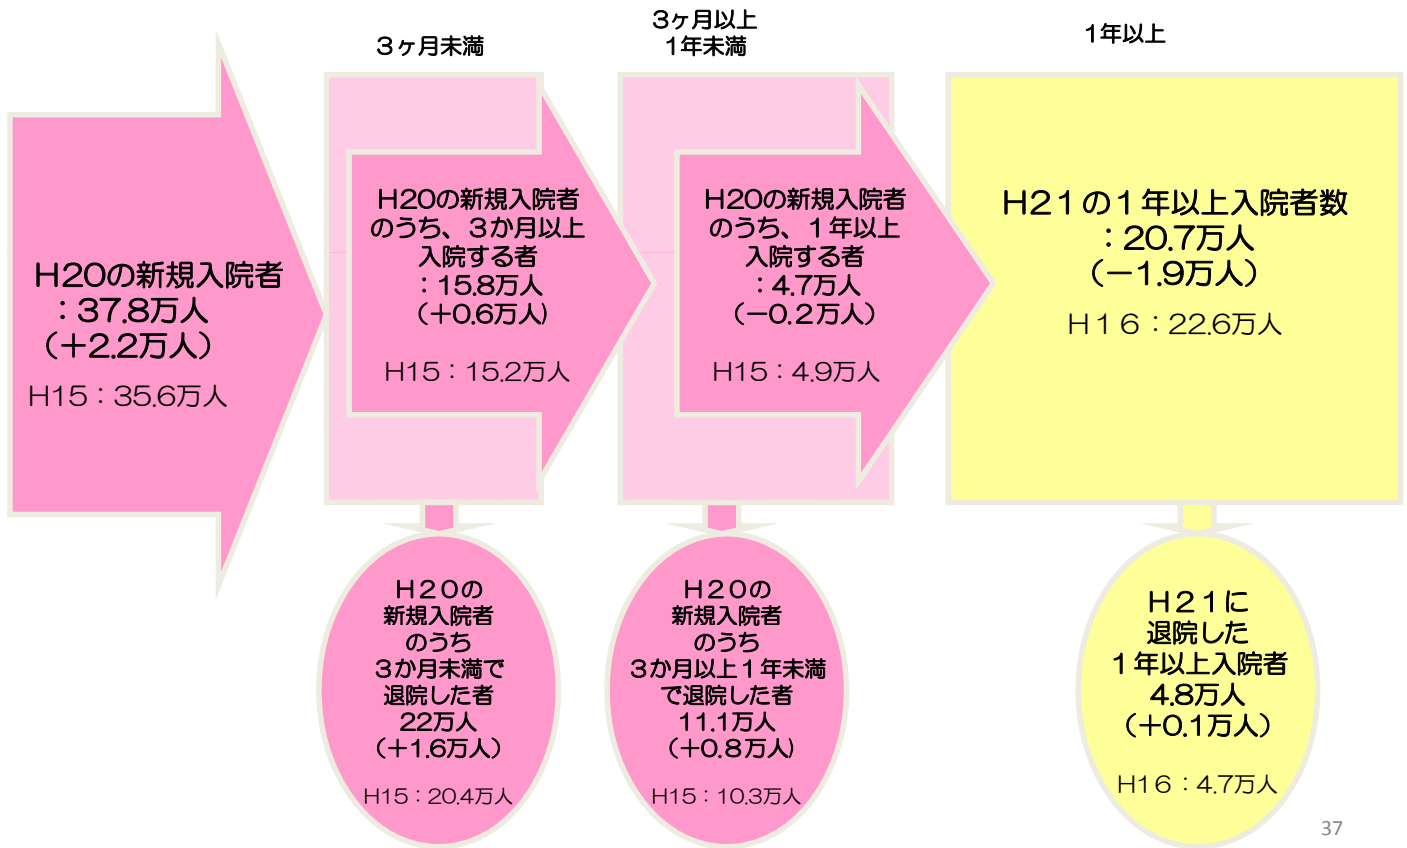 3ヶ月未満
3ヶ月以上
1年未満
1年以上
H20の新規入院者
:37.8万人
(+2.2万人)
H15:35.6万人
H20の新規入院者
のうち、3か月以上
入院する者
:15.8万人
(+0.6万人)
H15:15.2万人
H20の新規入院者
のうち、1年以上
入院する者
:4.7万人
(-0.2万人)
H15:4.9万人
H21の1年以上入院者数
:20.7万人
(-1.9万人)
H16:22.6万人
H20の
新規入院者
のうち
3か月未満で
退院した者
22万人
(+1.6万人)
H15:20.4万人
H20の
新規入院者
のうち
3か月以上1年未満
で退院した者
11.1万人
(+0.8万人)
H15:10.3万人
H21に
退院した
1年以上入院者
4.8万人
(+0.1万人)
H16:4.7万人
37